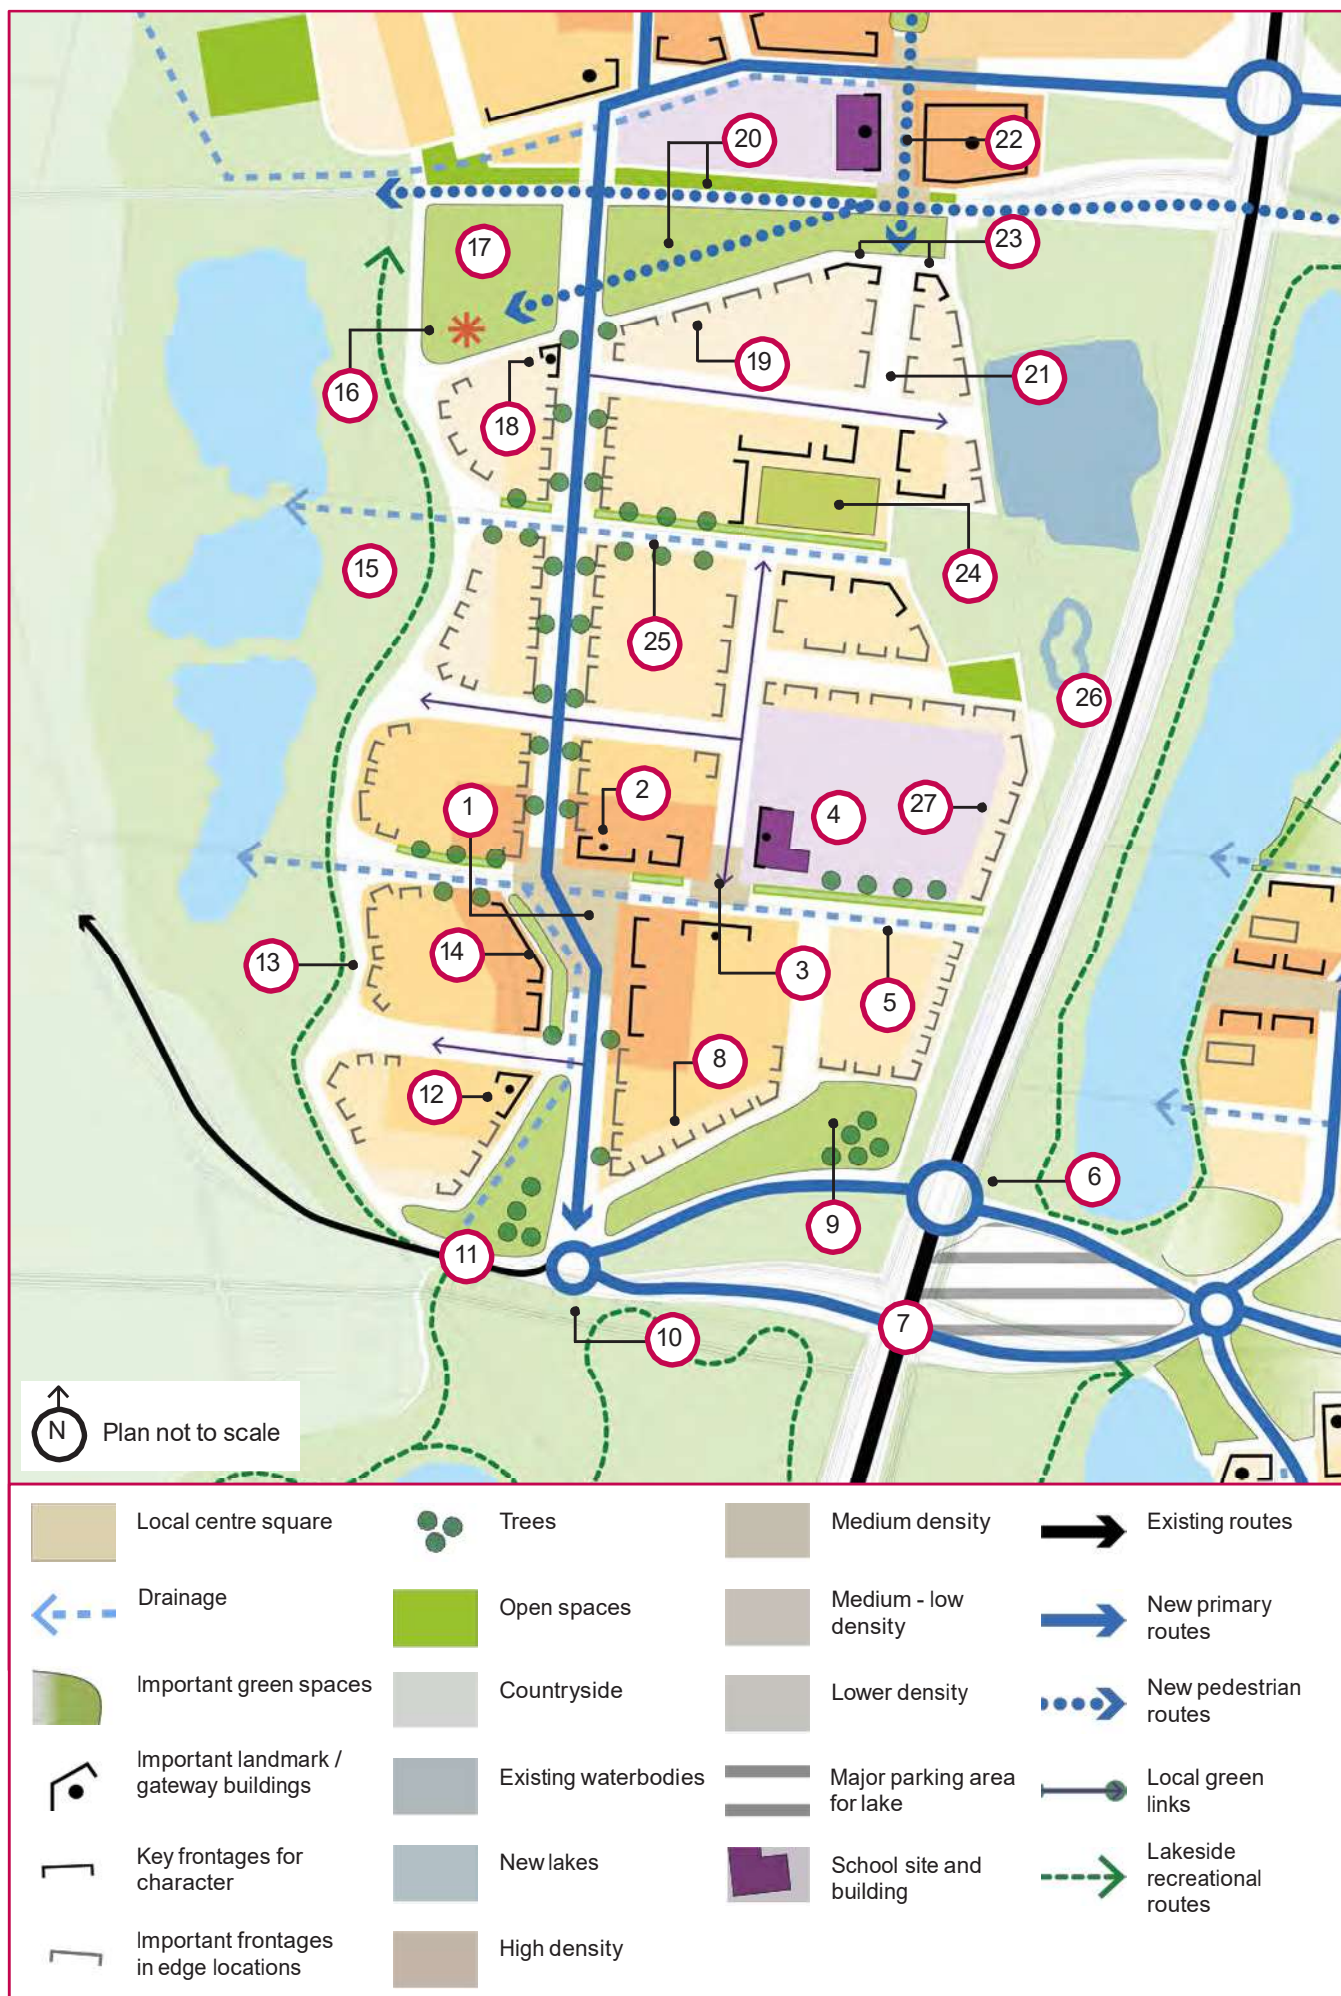 20
22
17
23
16
19
21
18
15
24
25
26
1
2
4
27
14
13
3
5
8
12
6
9
11
7
10
N
Plan not to scale
Local centre square
Drainage
Important green spaces
Important landmark /
gateway buildings
Key frontages for
character
Important frontages
in edge locations
Trees
Open spaces
Countryside
Existing waterbodies
New lakes
High density
Medium density
Medium - low
density
Lower density
Major parking area
for lake
School site and
building
Existing routes
New primary
routes
New pedestrian
routes
Local green
links
Lakeside
recreational
routes